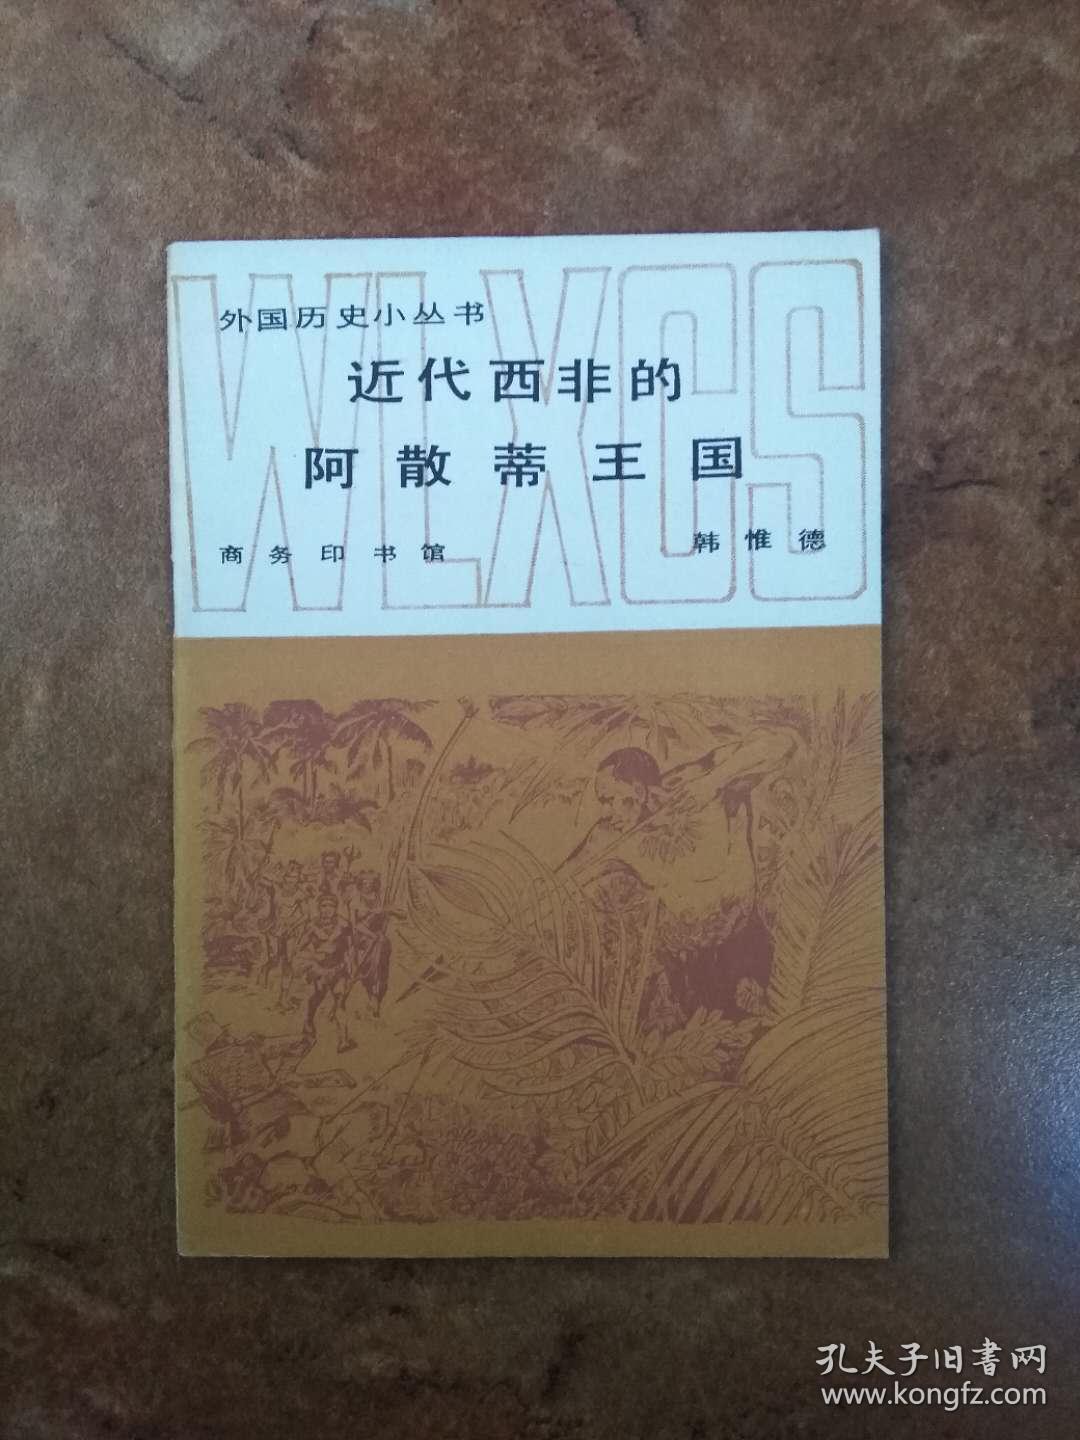 WLXCS
外国历史小丛书
近代西非的
阿散蒂王国
商务印书馆
韩惟德
孔夫子旧書网
www.kongfz.com